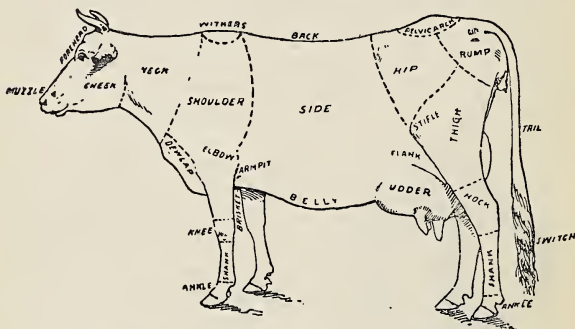 WITHERS
BACK
PELVIC ARCH
FOREHEAD
RUMP
HIP
MUZZLE
CHEEK
NECK
SHOULDER
SIDE
STIFLE
THIGH
TAIL
DEWLAP
ELBOW
ARMPIT
FLANK
BELLY
UDDER
HOCK
BRISKET
KNEE
SWITCH
SHANK
SHANK
ANKLE
ANKLE